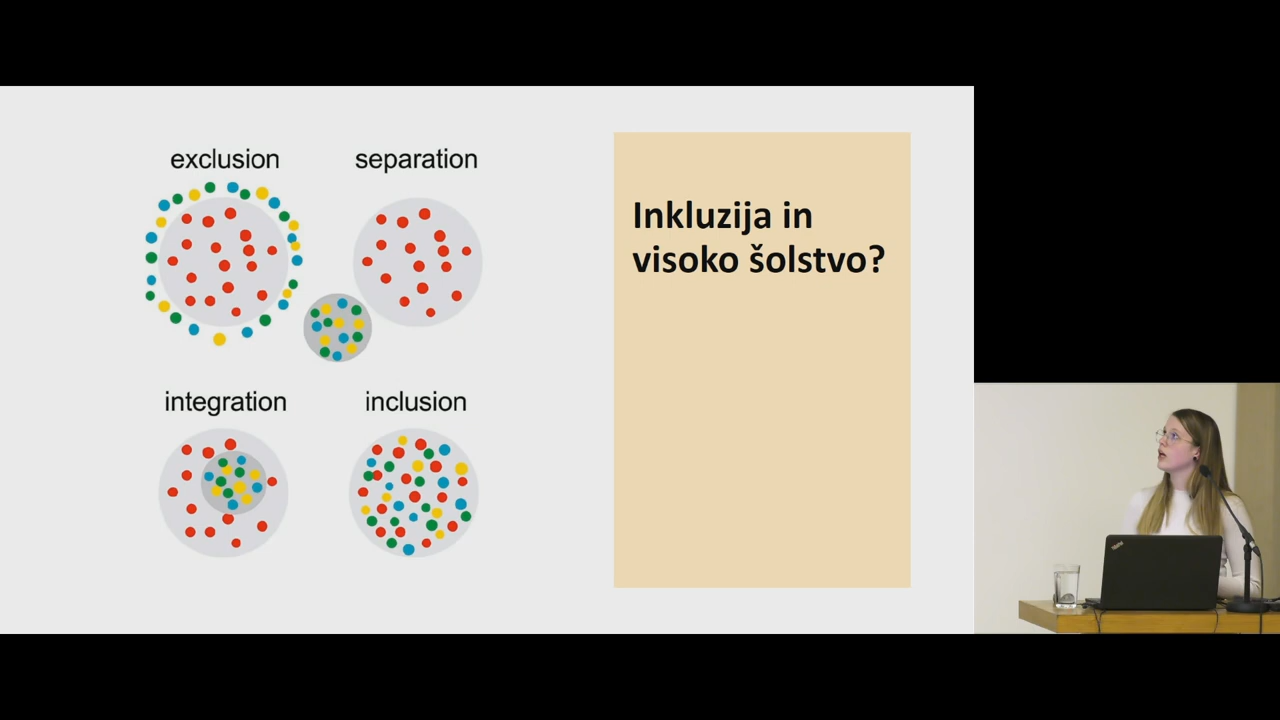 exclusion
separation
integration
inclusion
Inkluzija in
visoko šolstvo?